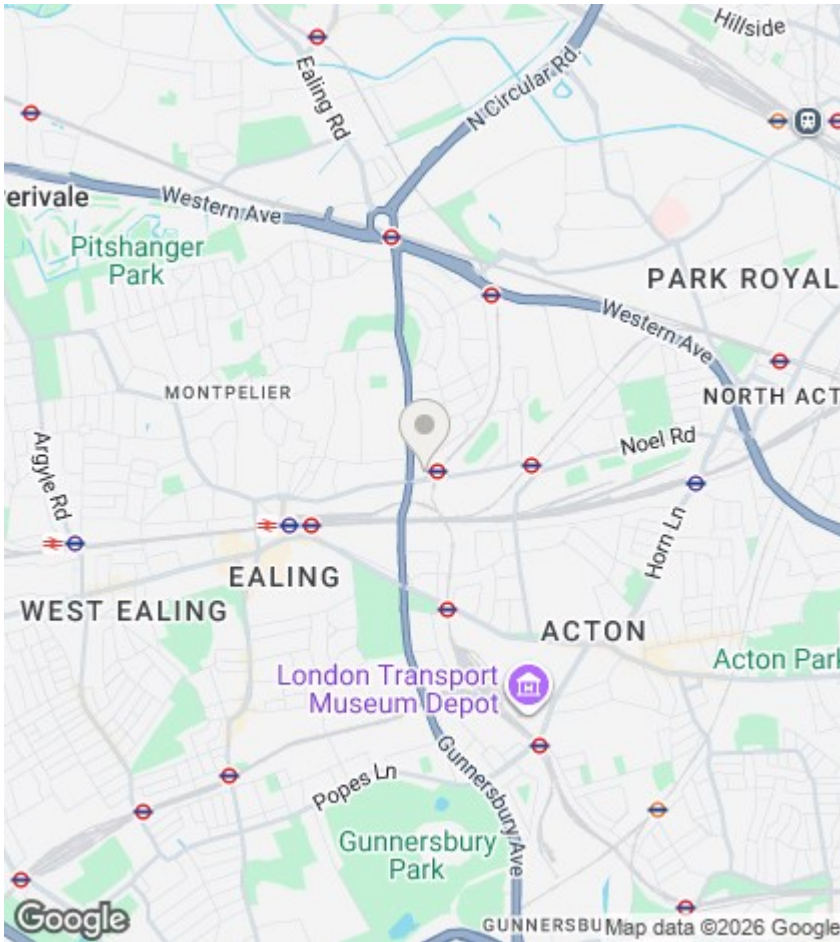 Hillside
Ealing Rd
N Circular Rd.
erivale
Western Ave
Pitshanger
Park
PARK ROYAL
Western Ave
MONTPELIER
NORTH ACT
Argyle Rd
Noel Rd
Horn Ln
EALING
WEST EALING
ACTON
London Transport
Museum Depot
Acton Park
Popes Ln
Gunnersbury Ave
Gunnersbury
Park
GUNNERSBU
Google
Map data ©2026 Google